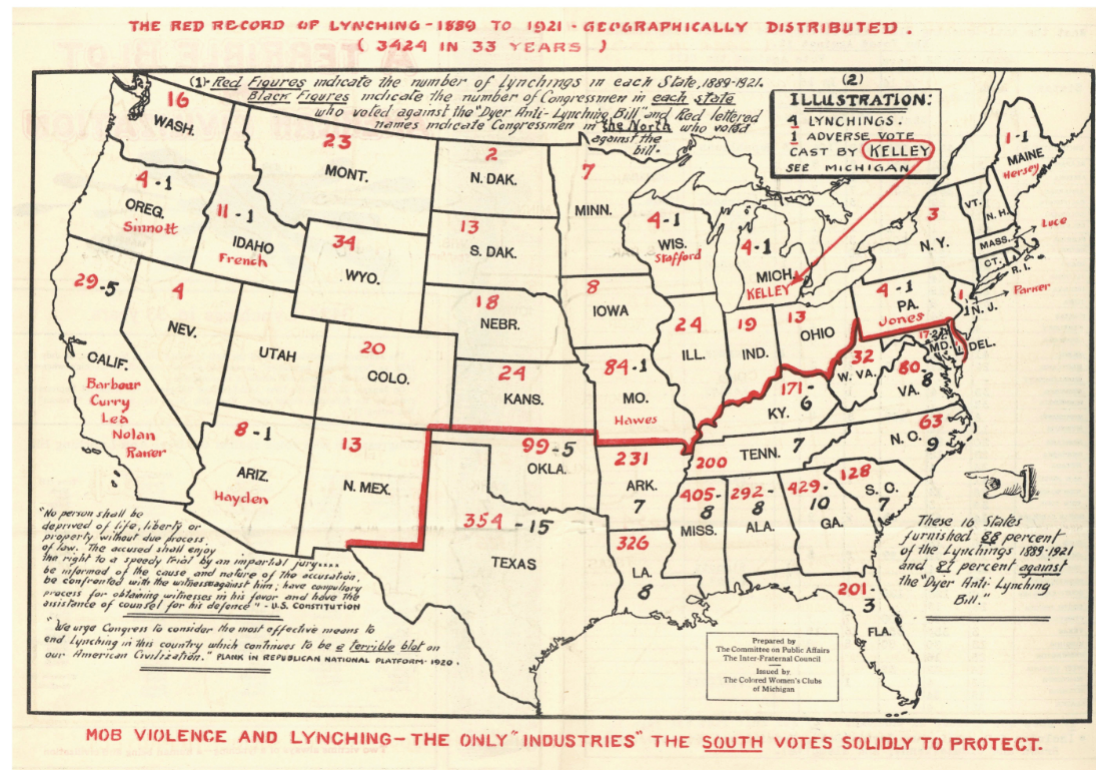 THE RED RECORD OF LYNCHING - 1889 TO 1921 - GEOGRAPHICALLY DISTRIBUTED.
( 3424 IN 33 YEARS )
(1) - Red Figures indicate the number of Lynchings in each State, 1889-1921.
Black Figures indicate the number of Congressmen in each state
who voted against the "Dyer Anti-Lynching Bill" and Red lettered
names indicate Congressmen in the North who voted
against the
bill-
(2)
ILLUSTRATION:
4 LYNCHINGS.
1 ADVERSE VOTE
CAST BY KELLEY
SEE MICHIGAN
16
WASH.
4 - 1
OREG.
Sinnott
11 - 1
IDAHO
French
23
MONT.
2
N. DAK.
7
MINN.
13
S. DAK.
34
WYO.
4-1
WIS.
Stafford
4-1
MICH.
KELLEY
3
N.Y.
VT.
N.H.
1-1
MAINE
Hersey
MASS.
Luce
CT.
R.I.
29-5
CALIF.
Barbour
Curry
Lea
Nolan
Raker
4
NEV.
UTAH
20
COLO.
18
NEBR.
8
IOWA
24
ILL.
19
IND.
13
OHIO
4 - 1
PA.
Jones
1
N.J.
Parker
17-2
MD.
DEL.
24
KANS.
84-1
MO.
Hawes
171-
6
KY.
32
W. VA.
80-
8
VA.
8 - 1
ARIZ.
Hayden
13
N. MEX.
99-5
OKLA.
231
ARK.
7
200
TENN. 7
63
N. C.
9
354 - 15
TEXAS
326
LA.
8
405-
8
MISS.
292-
8
ALA.
429-
10
GA.
128
S. C.
7
201-
3
FLA.
"No person shall be
deprived of life, liberty or
property without due process
of law. The accused shall enjoy
the right to a speedy trial by an impartial jury....
be informed of the cause and nature of the accusation,
be confronted with the witnesses against him; have compulsory
process for obtaining witnesses in his favor and have the
assistance of counsel for his defence" - U.S. CONSTITUTION
"We urge Congress to consider the most effective means to
end Lynching in this country which continues to be a terrible blot on
our American Civilization." PLANK IN REPUBLICAN NATIONAL PLATFORM-1920.
These 16 States
furnished 88 percent
of the Lynchings 1889-1921
and percent against
the "Dyer Anti-Lynching
Bill."
Prepared by
The Committee on Public Affairs
The Inter-Fraternal Council
Issued by
The Colored Women's Clubs
of Michigan
MOB VIOLENCE AND LYNCHING-THE ONLY "INDUSTRIES" THE SOUTH VOTES SOLIDLY TO PROTECT.